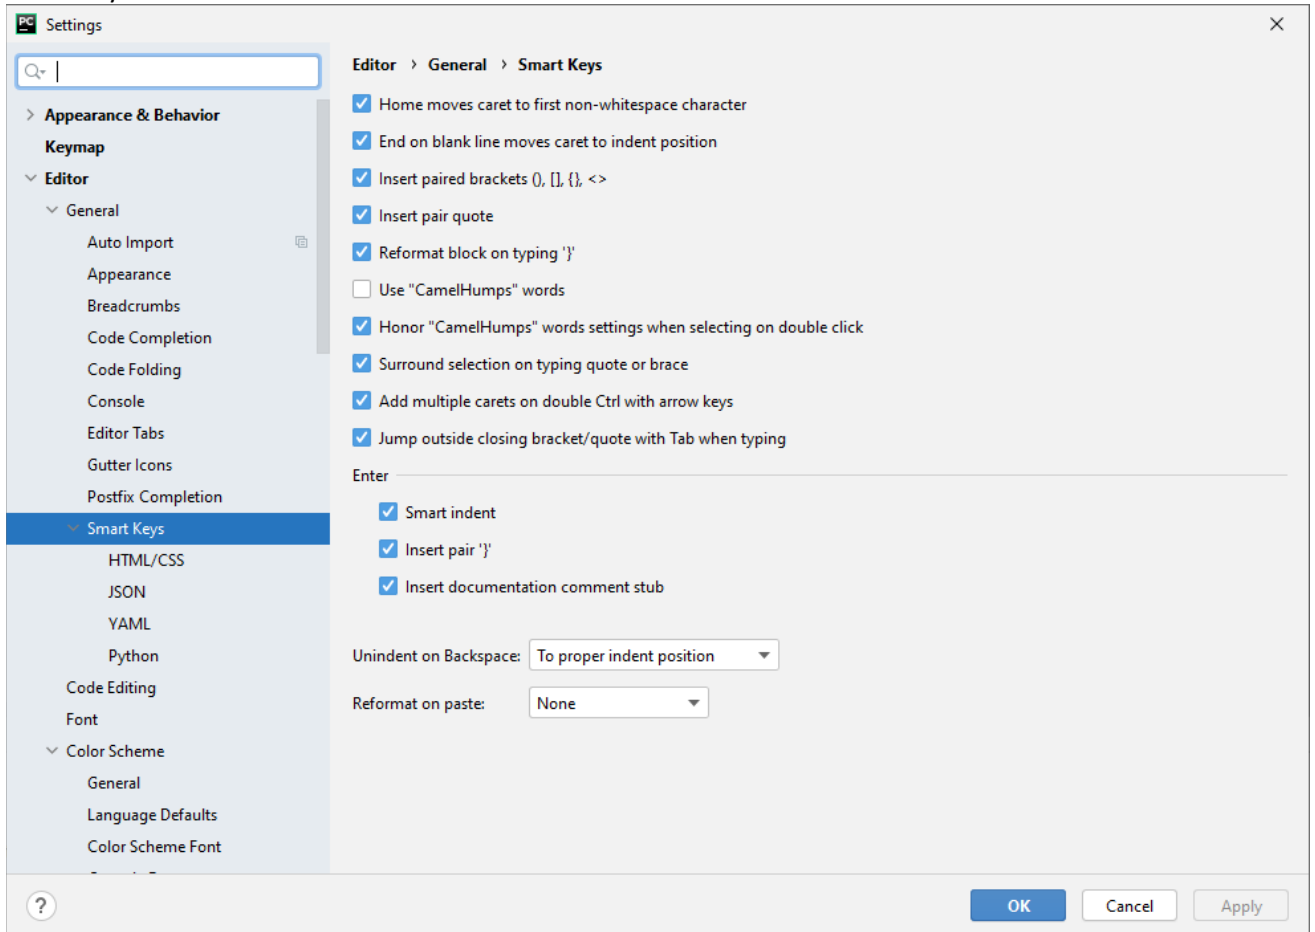 PC Settings
Editor › General › Smart Keys
Appearance & Behavior
Keymap
Editor
General
Auto Import
Appearance
Breadcrumbs
Code Completion
Code Folding
Console
Editor Tabs
Gutter Icons
Postfix Completion
Smart Keys
HTML/CSS
JSON
YAML
Python
Code Editing
Font
Color Scheme
General
Language Defaults
Color Scheme Font
Home moves caret to first non-whitespace character
End on blank line moves caret to indent position
Insert paired brackets (), [], {}, <>
Insert pair quote
Reformat block on typing '}'
Use "CamelHumps" words
Honor "CamelHumps" words settings when selecting on double click
Surround selection on typing quote or brace
Add multiple carets on double Ctrl with arrow keys
Jump outside closing bracket/quote with Tab when typing
Enter
Smart indent
Insert pair '}'
Insert documentation comment stub
Unindent on Backspace: To proper indent position
Reformat on paste: None
? OK Cancel Apply